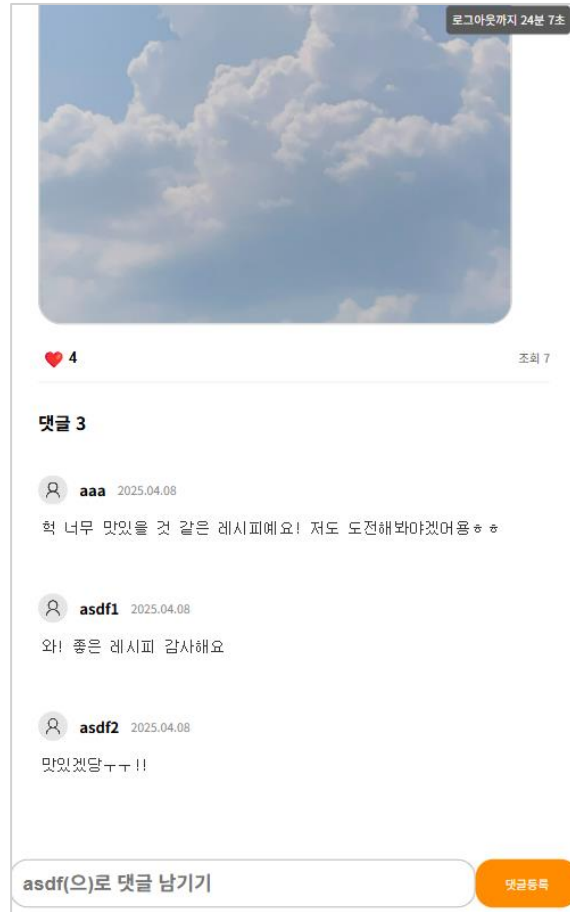 로그아웃까지 24분 7초
4
조회 7
댓글 3
aaa 2025.04.08
헉 너무 맛있을 것 같은 레시피예요! 저도 도전해봐야겠어용ㅎㅎ
asdf1 2025.04.08
와! 좋은 레시피 감사해요
asdf2 2025.04.08
맛있겠당ㅜㅜ!!
asdf(으)로 댓글 남기기
댓글등록